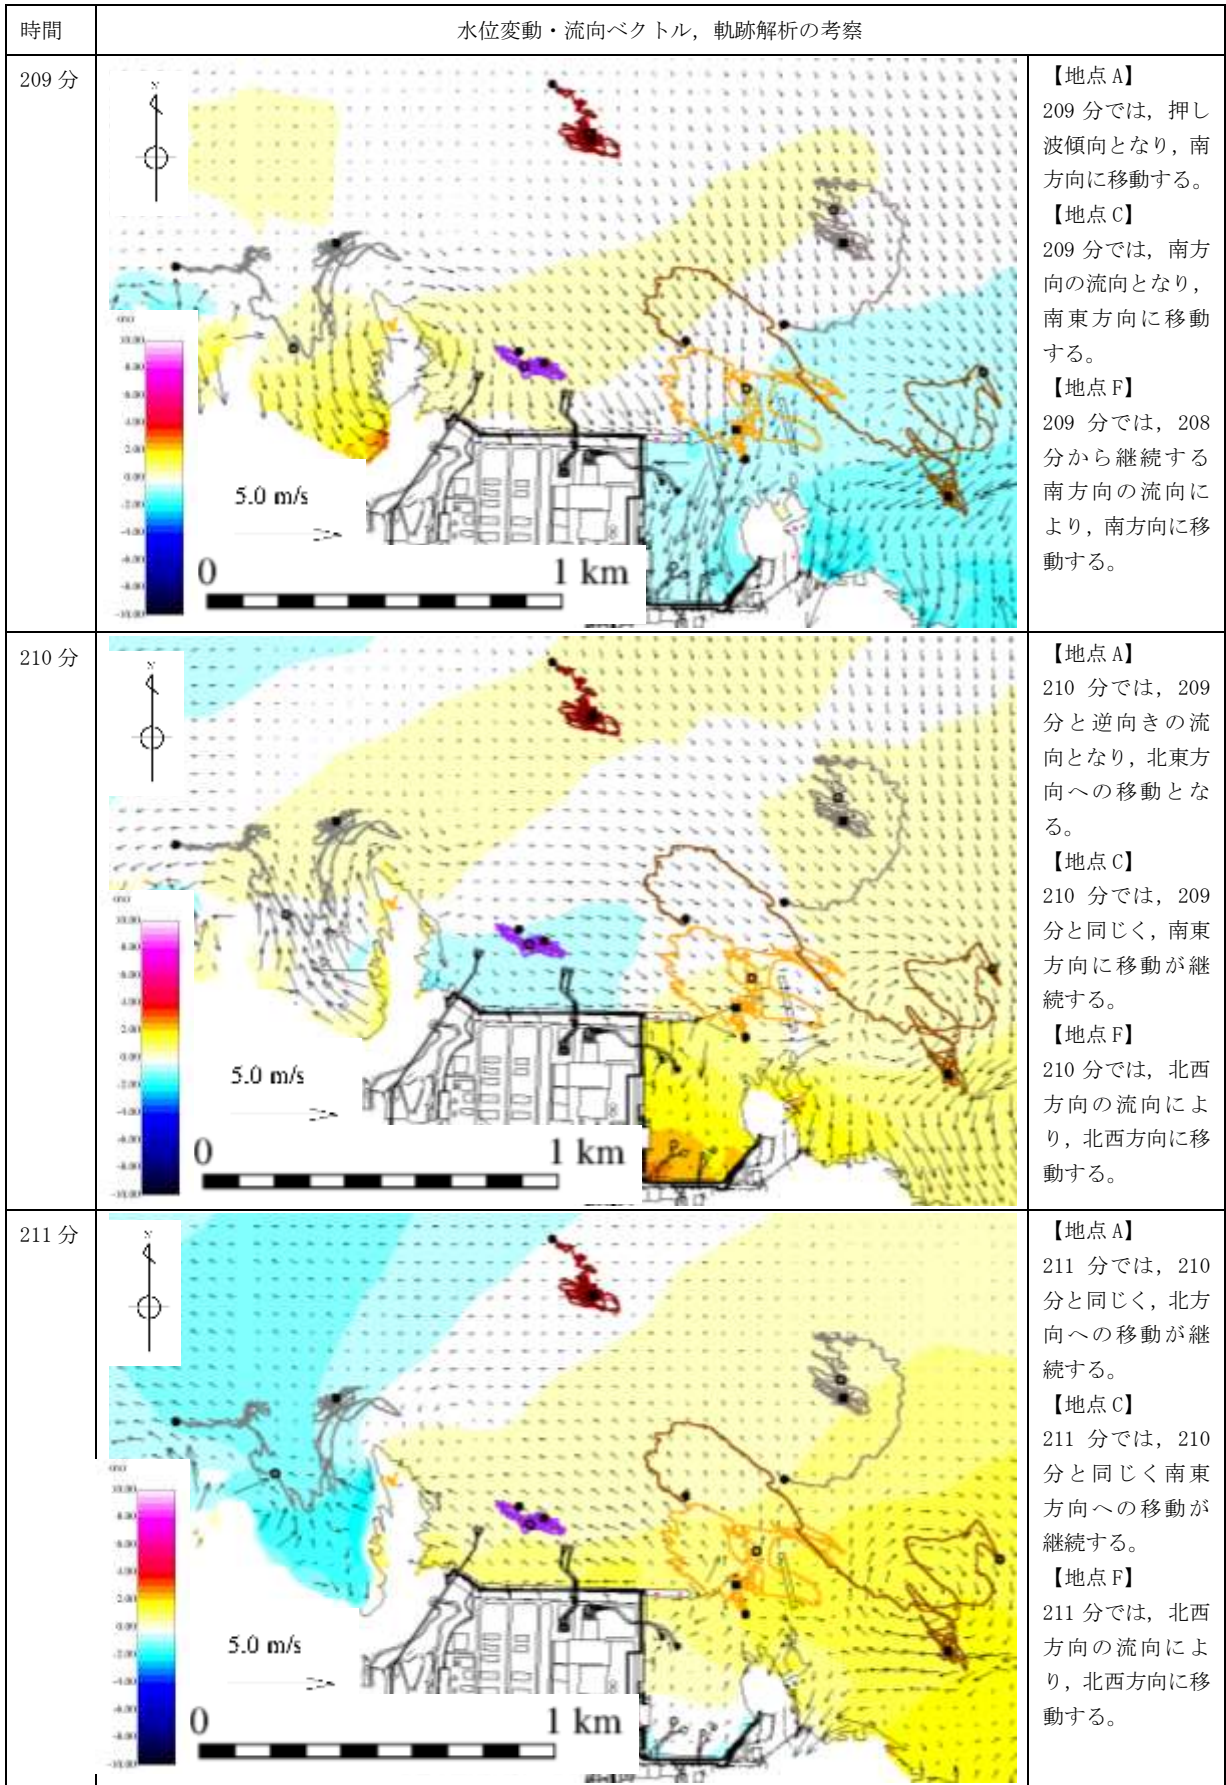 時間
水位変動・流向ベクトル，軌跡解析の考察
209 分
5.0 m/s
0
1 km
【地点 A】
209 分では，押し
波傾向となり，南
方向に移動する。
【地点 C】
209 分では，南方
向の流向となり，
南東方向に移動
する。
【地点 F】
209 分では，208
分から継続する
南方向の流向に
より，南方向に移
動する。
210 分
5.0 m/s
0
1 km
【地点 A】
210 分では，209
分と逆向きの流
向となり，北東方
向への移動とな
る。
【地点 C】
210 分では，209
分と同じく，南東
方向に移動が継
続する。
【地点 F】
210 分では，北西
方向の流向によ
り，北西方向に移
動する。
211 分
5.0 m/s
0
1 km
【地点 A】
211 分では，210
分と同じく，北方
向への移動が継
続する。
【地点 C】
211 分では，210
分と同じく南東
方向への移動が
継続する。
【地点 F】
211 分では，北西
方向の流向によ
り，北西方向に移
動する。